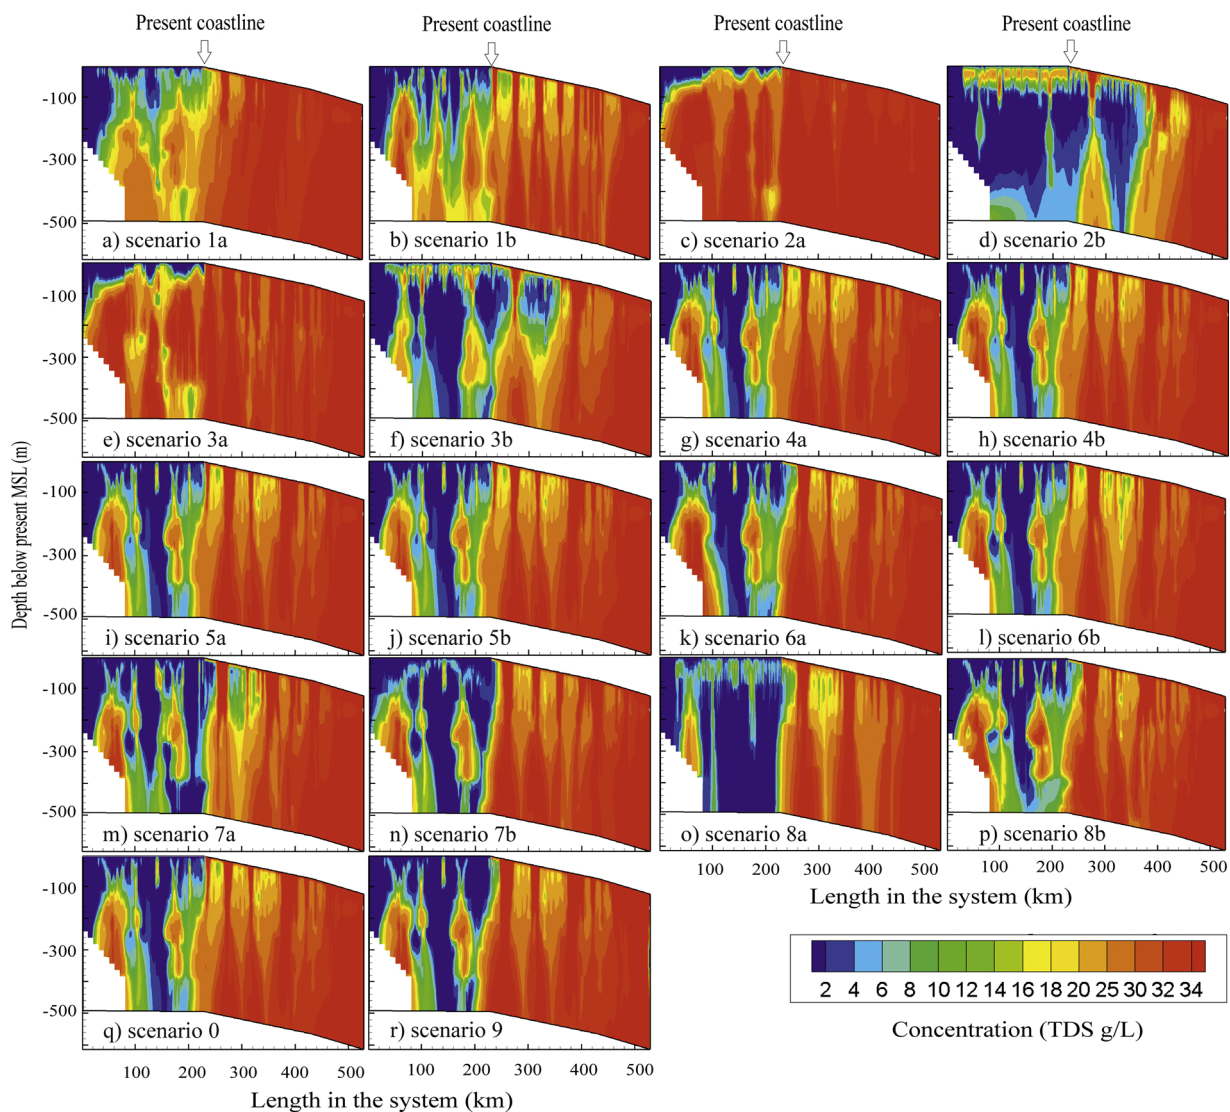 Present coastline Present coastline Present coastline Present coastline
-100
-300
-500
a) scenario 1a b) scenario 1b c) scenario 2a d) scenario 2b
-100
-300
-500
e) scenario 3a f) scenario 3b g) scenario 4a h) scenario 4b
Depth below present MSL (m)
-100
-300
-500
i) scenario 5a j) scenario 5b k) scenario 6a l) scenario 6b
-100
-300
-500
m) scenario 7a n) scenario 7b o) scenario 8a p) scenario 8b
100 200 300 400 500 100 200 300 400 500
Length in the system (km)
-100
-300
-500
q) scenario 0 r) scenario 9
100 200 300 400 500 100 200 300 400 500
Length in the system (km)
2 4 6 8 10 12 14 16 18 20 25 30 32 34
Concentration (TDS g/L)